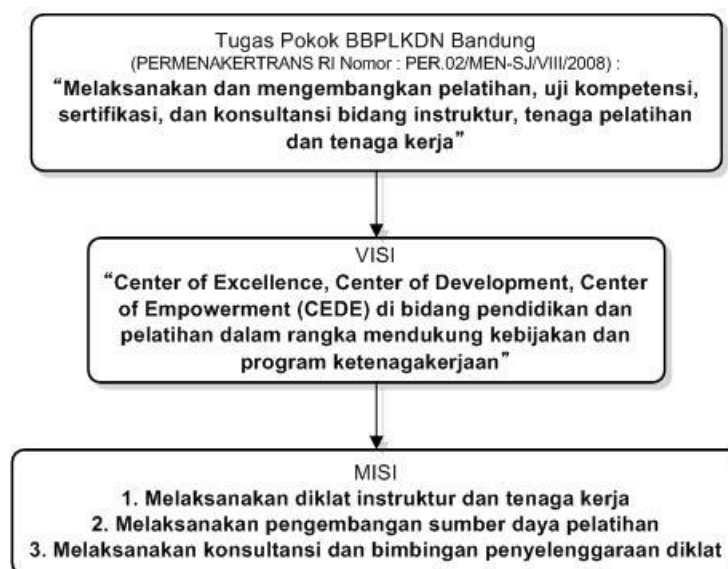 Tugas Pokok BBPLKDN Bandung
(PERMENAKERTRANS RI Nomor : PER.02/MEN-SJ/VIII/2008) :
“Melaksanakan dan mengembangkan pelatihan, uji kompetensi,
sertifikasi, dan konsultansi bidang instruktur, tenaga pelatihan
dan tenaga kerja”
VISI
“Center of Excellence, Center of Development, Center
of Empowerment (CEDE) di bidang pendidikan dan
pelatihan dalam rangka mendukung kebijakan dan
program ketenagakerjaan”
MISI
1. Melaksanakan diklat instruktur dan tenaga kerja
2. Melaksanakan pengembangan sumber daya pelatihan
3. Melaksanakan konsultansi dan bimbingan penyelenggaraan diklat